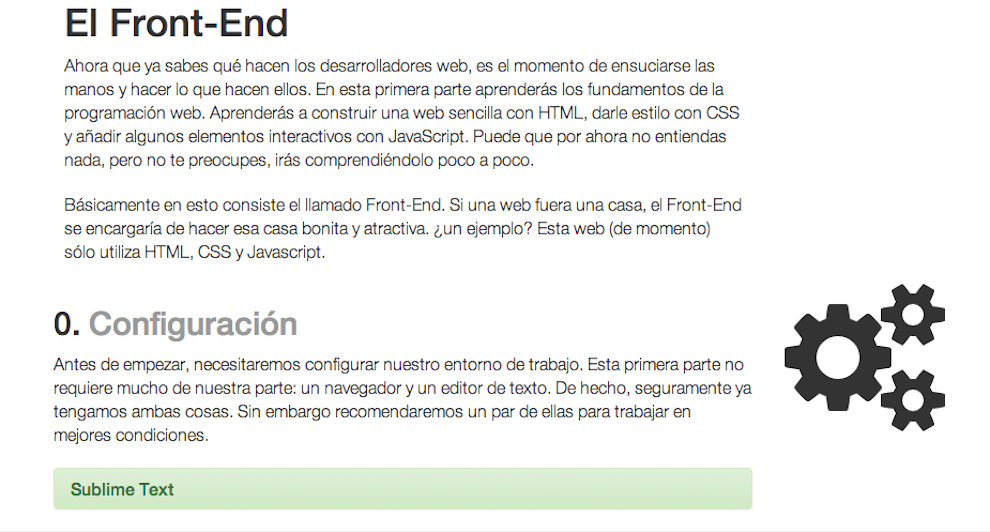 El Front-End
Ahora que ya sabes qué hacen los desarrolladores web, es el momento de ensuciarse las
manos y hacer lo que hacen ellos. En esta primera parte aprenderás los fundamentos de la
programación web. Aprenderás a construir una web sencilla con HTML, darle estilo con CSS
y añadir algunos elementos interactivos con JavaScript. Puede que por ahora no entiendas
nada, pero no te preocupes, irás comprendiéndolo poco a poco.
Básicamente en esto consiste el llamado Front-End. Si una web fuera una casa, el Front-End
se encargaría de hacer esa casa bonita y atractiva. ¿un ejemplo? Esta web (de momento)
sólo utiliza HTML, CSS y Javascript.
0. Configuración
Antes de empezar, necesitaremos configurar nuestro entorno de trabajo. Esta primera parte no
requiere mucho de nuestra parte: un navegador y un editor de texto. De hecho, seguramente ya
tengamos ambas cosas. Sin embargo recomendaremos un par de ellas para trabajar en
mejores condiciones.
Sublime Text